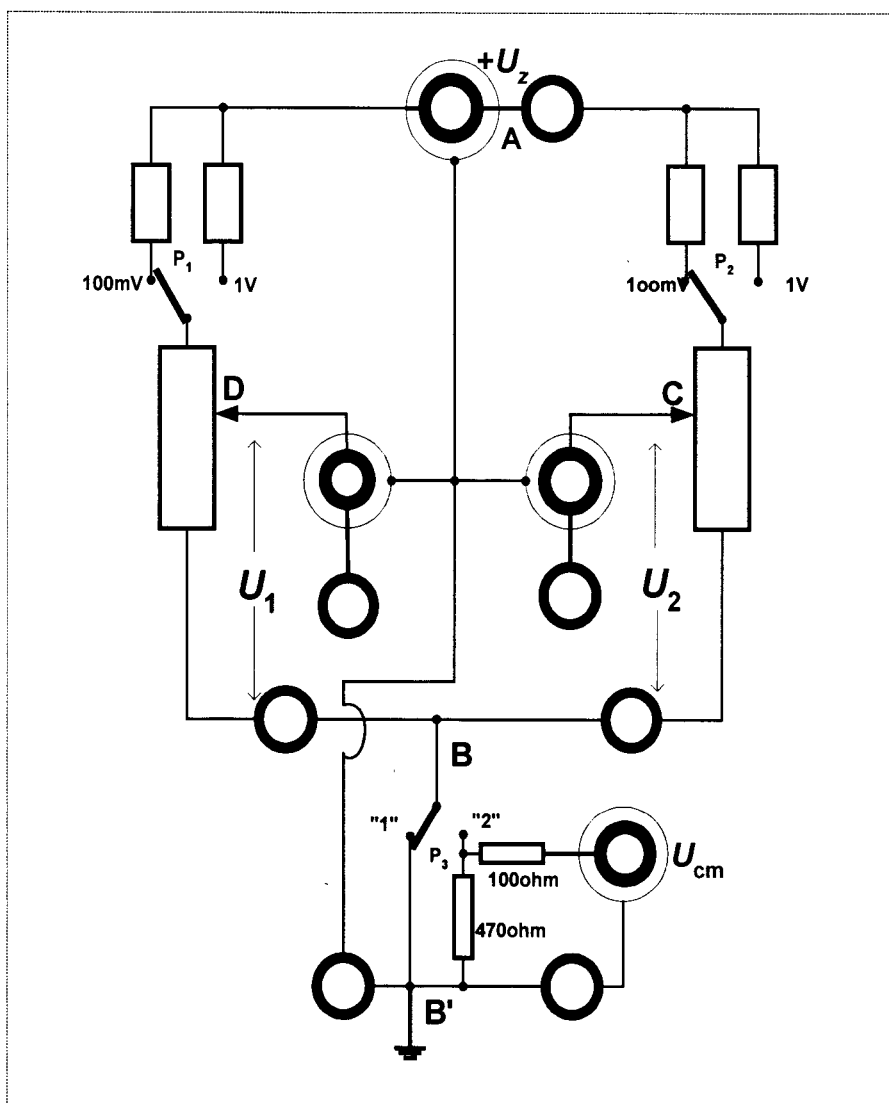 +Uz
A
P1
P2
100mV
1V
1oomV
1V
D
C
U1
U2
B
"1"
"2"
P3
100ohm
Ucm
470ohm
B'